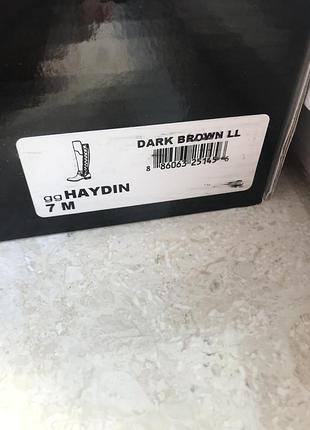 DARK BROWN LL
8 86063 25145 6
gg HAYDIN
7 M